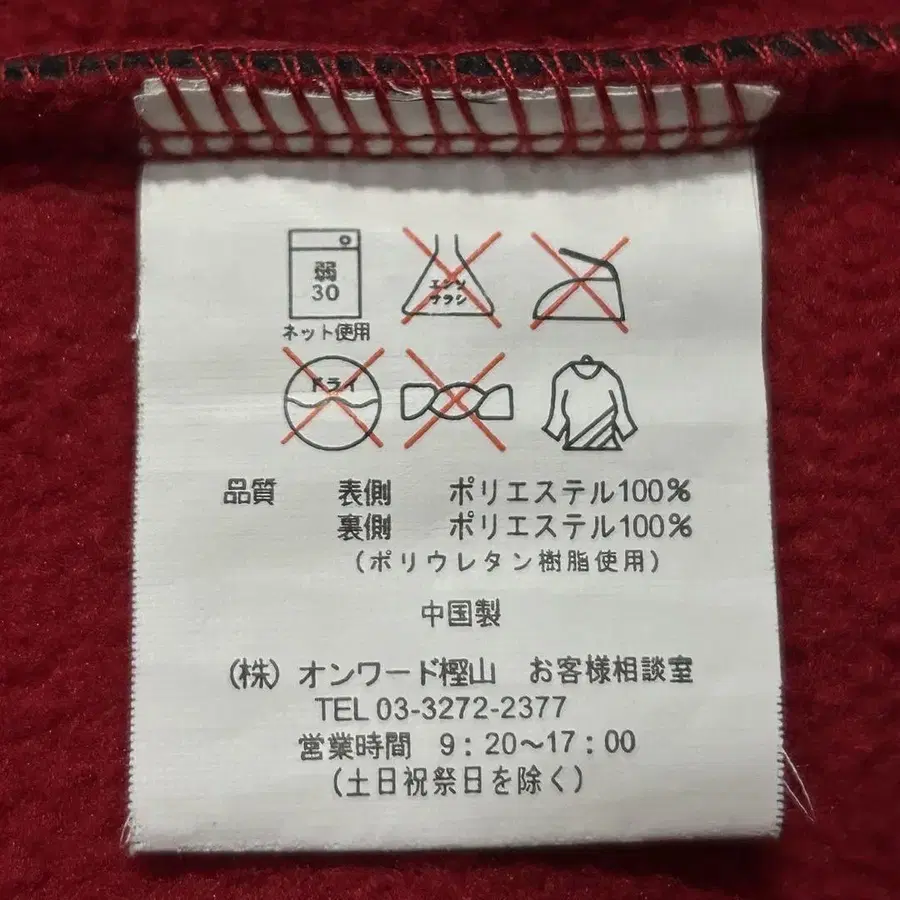 弱
30
ネット使用
エンソ
サラシ
ドライ
品質 表側 ポリエステル100%
裏側 ポリエステル100%
(ポリウレタン樹脂使用)
中国製
(株)オンワード樫山 お客様相談室
TEL 03-3272-2377
営業時間 9:20~17:00
(土日祝祭日を除く)